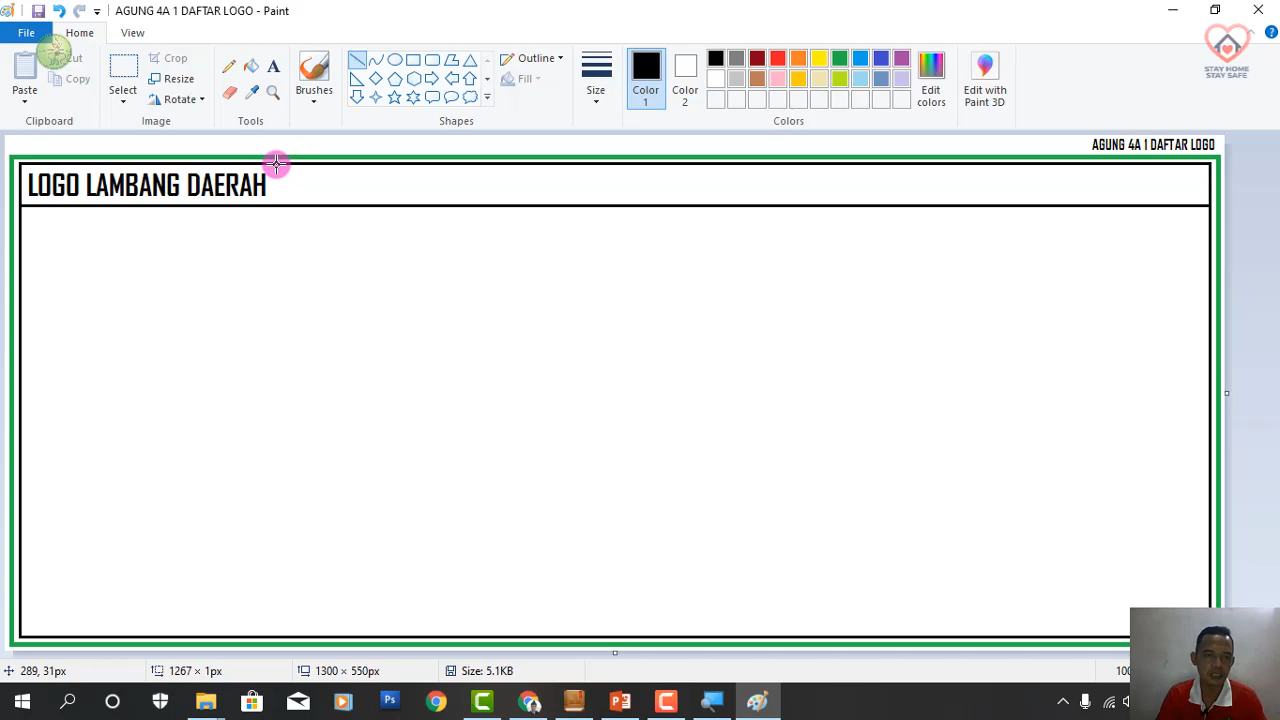 AGUNG 4A 1 DAFTAR LOGO - Paint
File Home View
STAY HOME
STAY SAFE
Paste
Cut
Copy
Clipboard
Select
Crop
Resize
Rotate
Image
Tools
Brushes
Shapes
Outline
Fill
Size
Color
1
Color
2
Colors
Edit
colors
Edit with
Paint 3D
AGUNG 4A 1 DAFTAR LOGO
LOGO LAMBANG DAERAH
289, 31px 1267 × 1px 1300 × 550px Size: 5.1KB 100
Ps